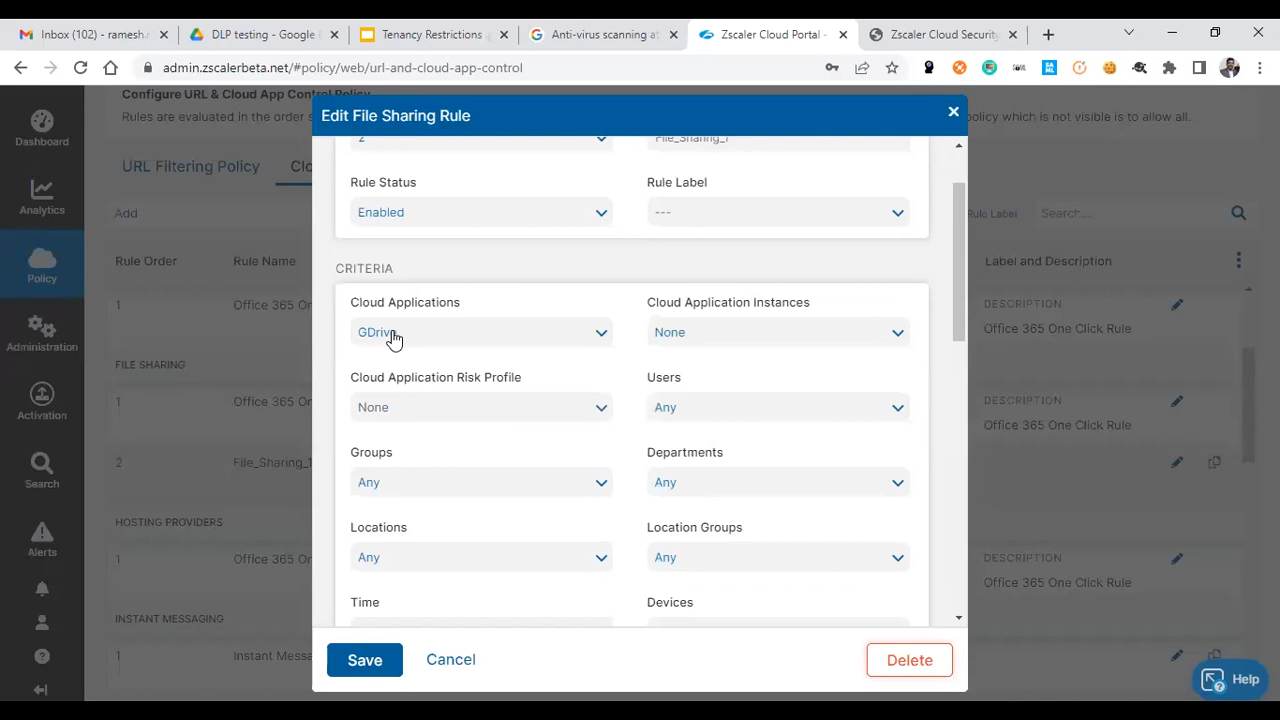 Inbox (102) - ramesh.r
DLP testing - Google
Tenancy Restrictions
Anti-virus scanning at
Zscaler Cloud Portal -
Zscaler Cloud Security
admin.zscalerbeta.net/#policy/web/url-and-cloud-app-control
Configure URL & Cloud App Control Policy
Rules are evaluated in the order
policy which is not visible is to allow all.
Edit File Sharing Rule
Dashboard
Analytics
Policy
Administration
Activation
Search
Alerts
URL Filtering Policy
Clo
Add
Rule Label
Search....
Rule Order
Rule Name
Label and Description
1
Office 365 On
DESCRIPTION
Office 365 One Click Rule
FILE SHARING
1
Office 365 On
DESCRIPTION
Office 365 One Click Rule
2
File_Sharing_1
HOSTING PROVIDERS
1
Office 365 On
DESCRIPTION
Office 365 One Click Rule
INSTANT MESSAGING
1
Instant Messa
2
File_Sharing_1
Rule Status
Rule Label
Enabled
---
CRITERIA
Cloud Applications
Cloud Application Instances
GDrive
None
Cloud Application Risk Profile
Users
None
Any
Groups
Departments
Any
Any
Locations
Location Groups
Any
Any
Time
Devices
Save
Cancel
Delete
Help